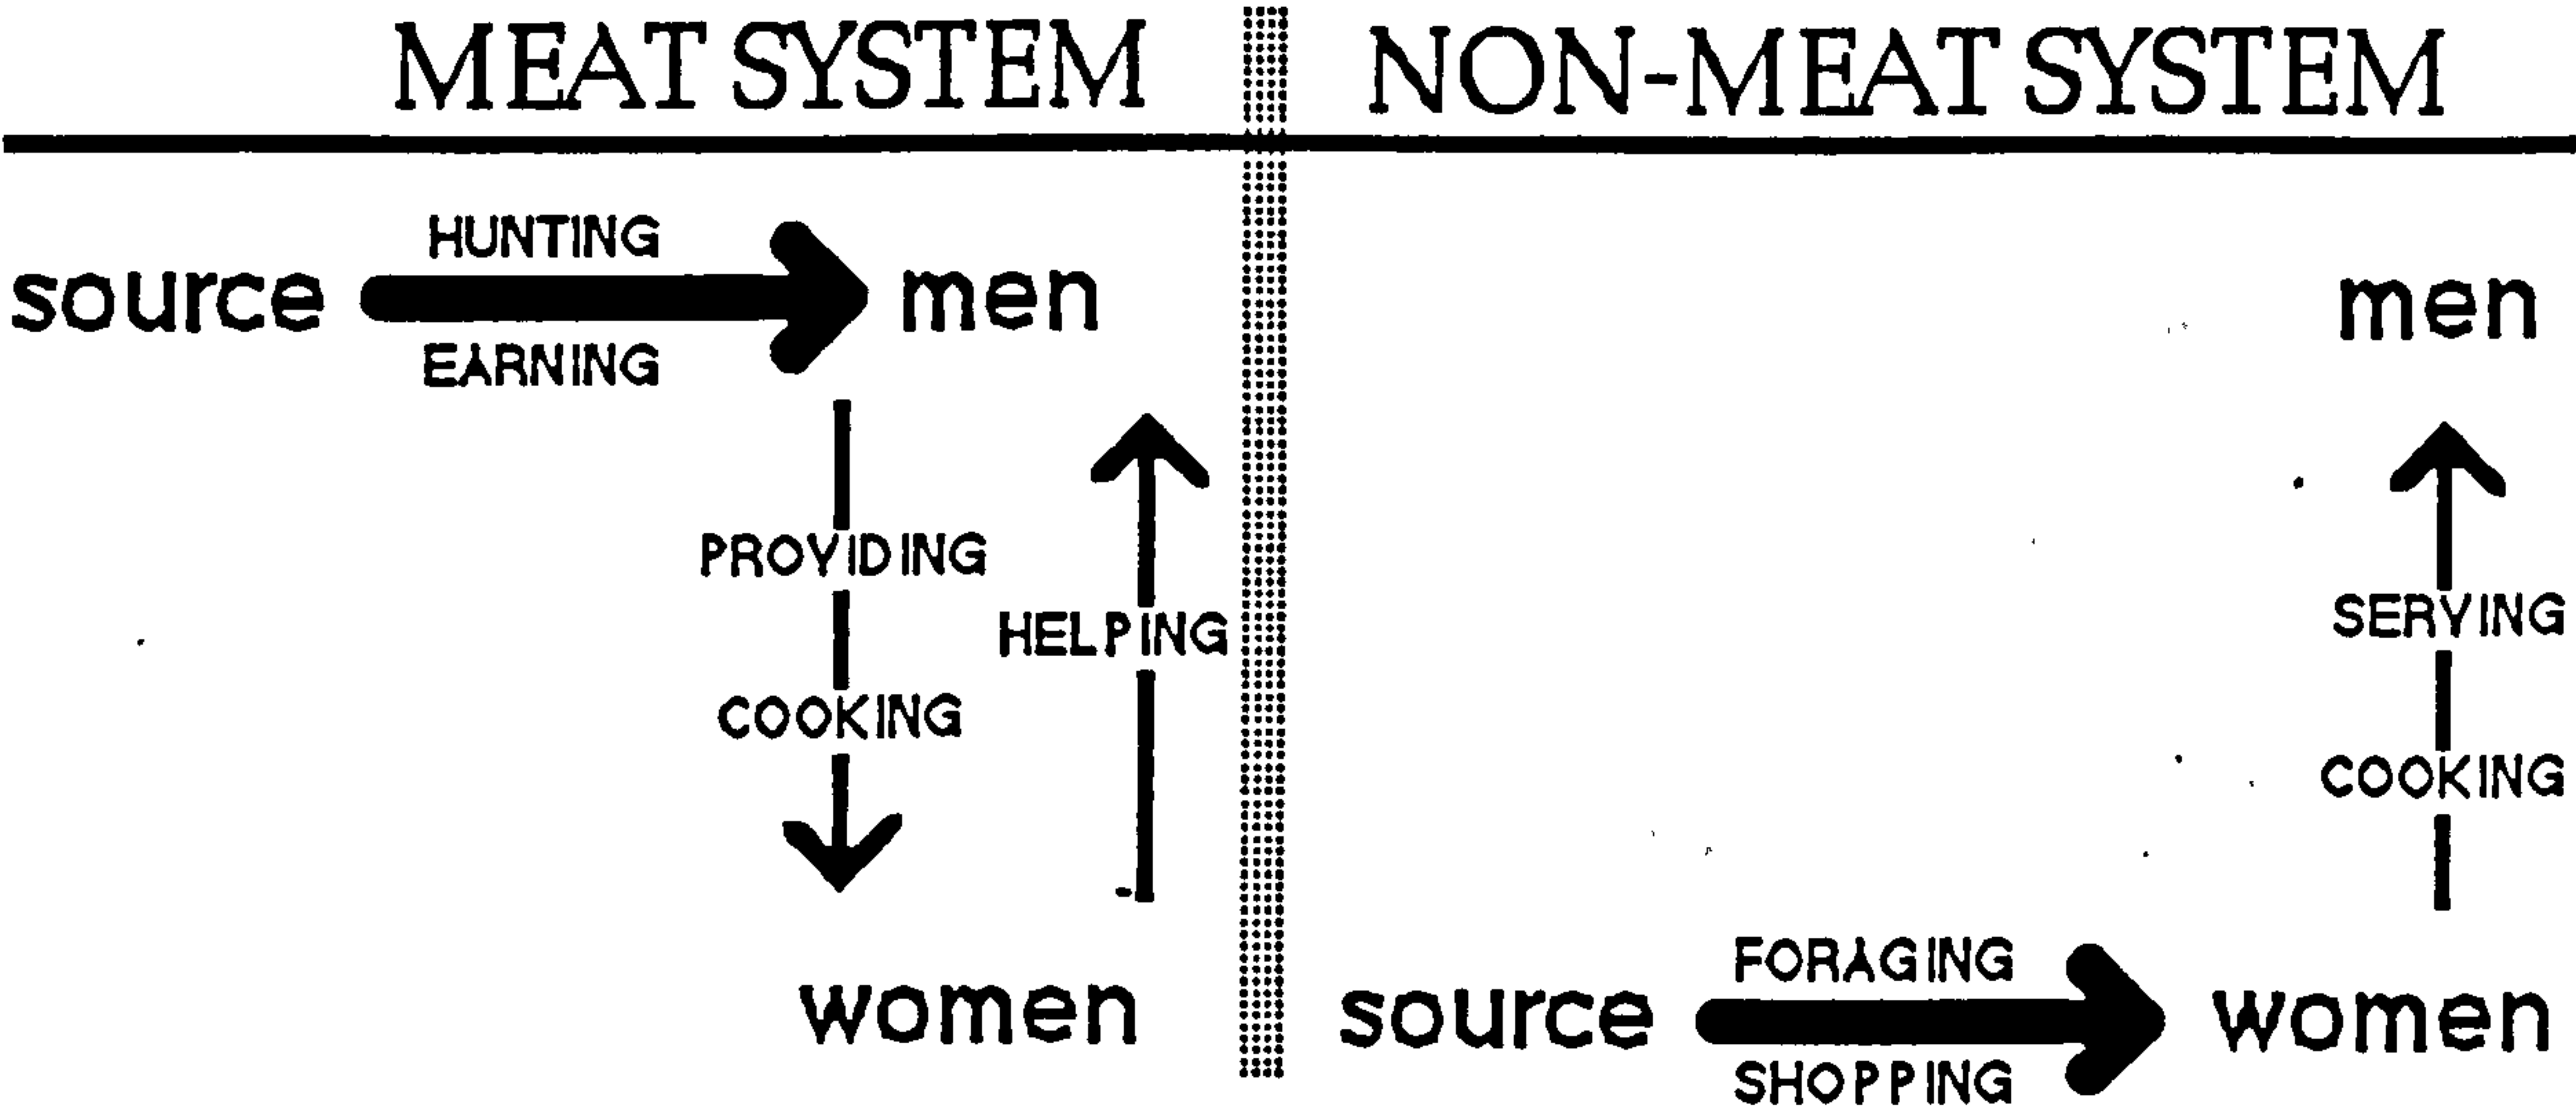 MEAT SYSTEM
NON-MEAT SYSTEM
HUNTING
source
men
EARNING
PROVIDING
HELPING
COOKING
women
men
SERVING
COOKING
FORAGING
source
women
SHOPPING